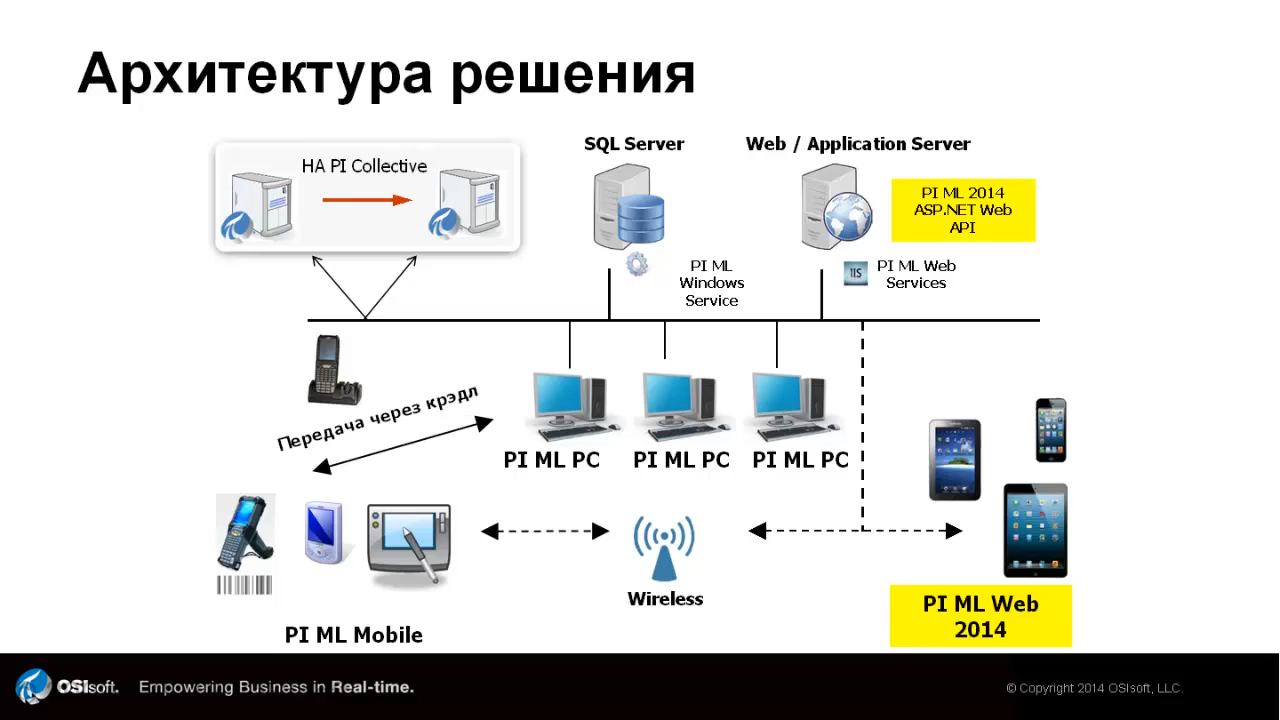 Архитектура решения
HA PI Collective
SQL Server
Web / Application Server
PI ML 2014
ASP.NET Web
API
PI ML
Windows
Service
IIS
PI ML Web
Services
Передача через крэдл
PI ML PC
PI ML PC
PI ML PC
Wireless
PI ML Mobile
PI ML Web
2014
OSIsoft. Empowering Business in Real-time.
© Copyright 2014 OSIsoft, LLC.